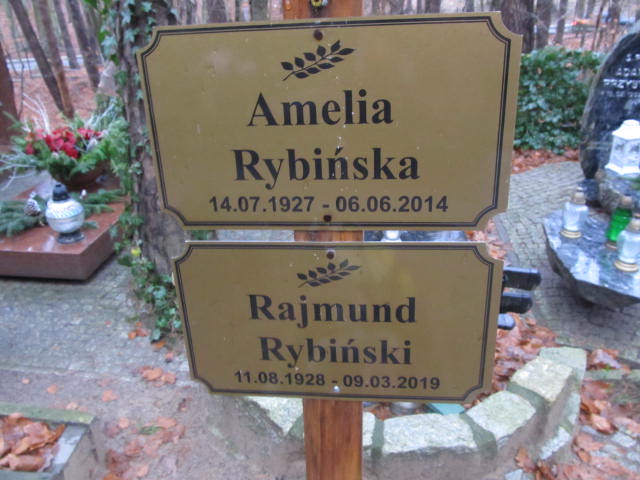 Amelia
Rybińska
14.07.1927 - 06.06.2014
Rajmund
Rybiński
11.08.1928 - 09.03.2019